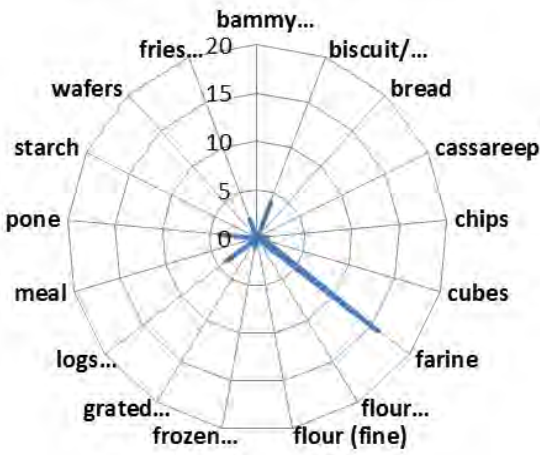 bammy...
20
fries...
biscuit/...
wafers
15
bread
starch
10
cassareep
5
pone
0
chips
meal
cubes
logs...
farine
grated...
flour...
frozen...
flour (fine)